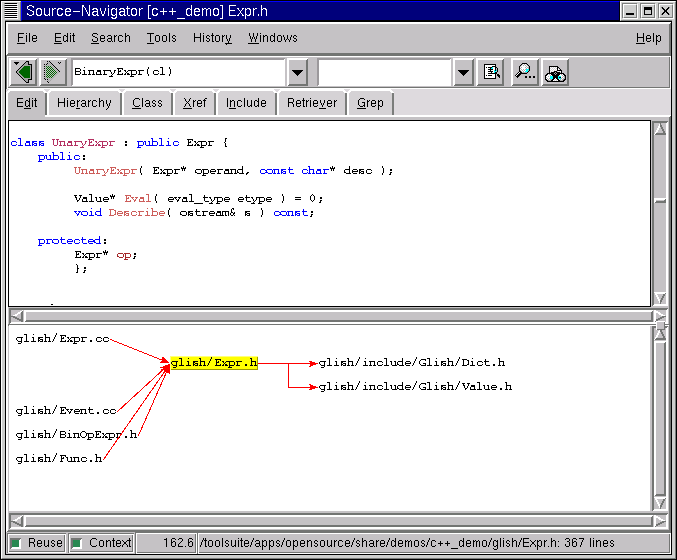 Source-Navigator [c++_demo] Expr.h
File Edit Search Tools History Windows Help
BinaryExpr(cl)
Edit Hierarchy Class Xref Include Retriever Grep
class UnaryExpr : public Expr {
public:
UnaryExpr( Expr* operand, const char* desc );
Value* Eval( eval_type etype ) = 0;
void Describe( ostream& s ) const;
protected:
Expr* op;
};
glish/Expr.cc
glish/Expr.h glish/include/Glish/Dict.h
glish/include/Glish/Value.h
glish/Event.cc
glish/BinOpExpr.h
glish/Func.h
Reuse Context 162.6 /toolsuite/apps/opensource/share/demos/c++_demo/glish/Expr.h: 367 lines